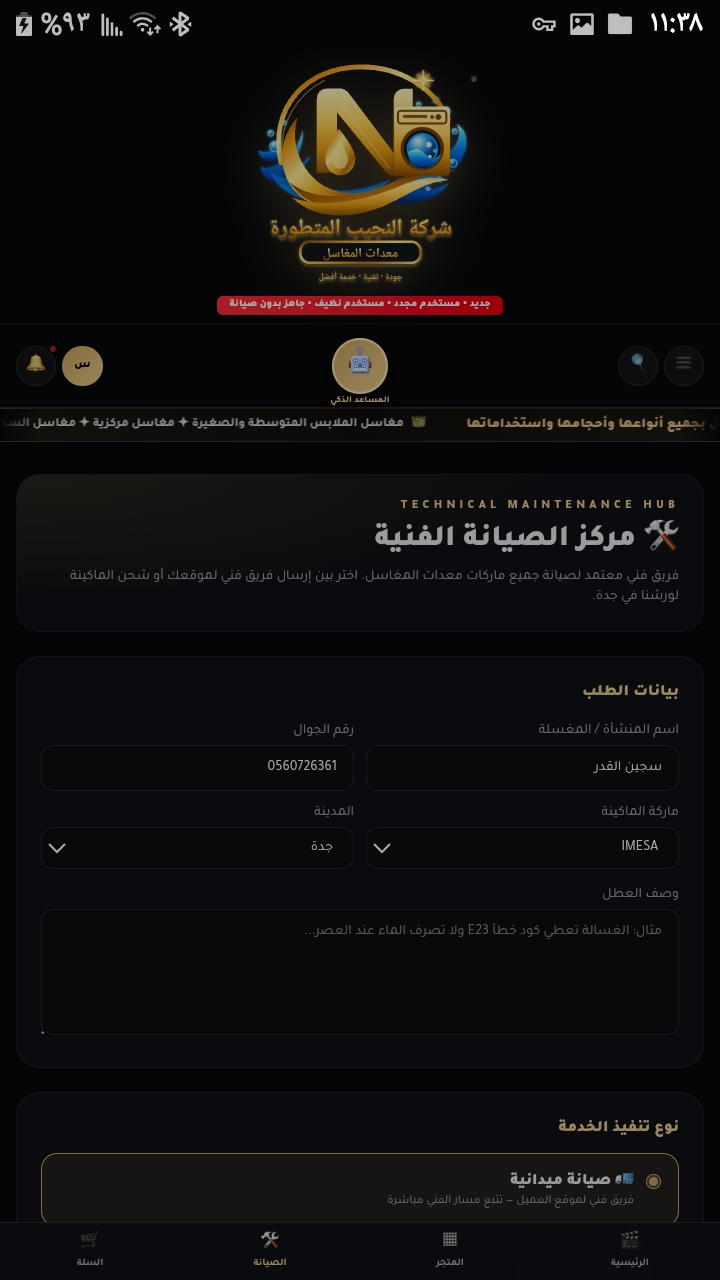 ١١:٣٨
%٩٣
N
شركة النجيب المتطورة
معدات المغاسل
جودة • تقنية • خدمة أفضل
جديد • مستخدم مجدد • مستخدم نظيف • جاهز بدون صيانة
س
المساعد الذكي
بجميع أنواعها وأحجامها واستخداماتها
مغاسل الملابس المتوسطة والصغيرة ✦ مغاسل مركزية ✦ مغاسل
TECHNICAL MAINTENANCE HUB
🛠️ مركز الصيانة الفنية
فريق فني معتمد لصيانة جميع ماركات معدات المغاسل. اختر بين إرسال فريق فني لموقعك أو شحن الماكينة
لورشتنا في جدة.
بيانات الطلب
اسم المنشأة / المغسلة
رقم الجوال
سجين القدر
0560726361
ماركة الماكينة
المدينة
IMESA
جدة
وصف العطل
مثال: الغسالة تعطي كود خطأ E23 ولا تصرف الماء عند العصر...
نوع تنفيذ الخدمة
🚚 صيانة ميدانية
فريق فني لموقع العميل – تتبع مسار الفني مباشرة
الرئيسية
المتجر
الصيانة
السلة